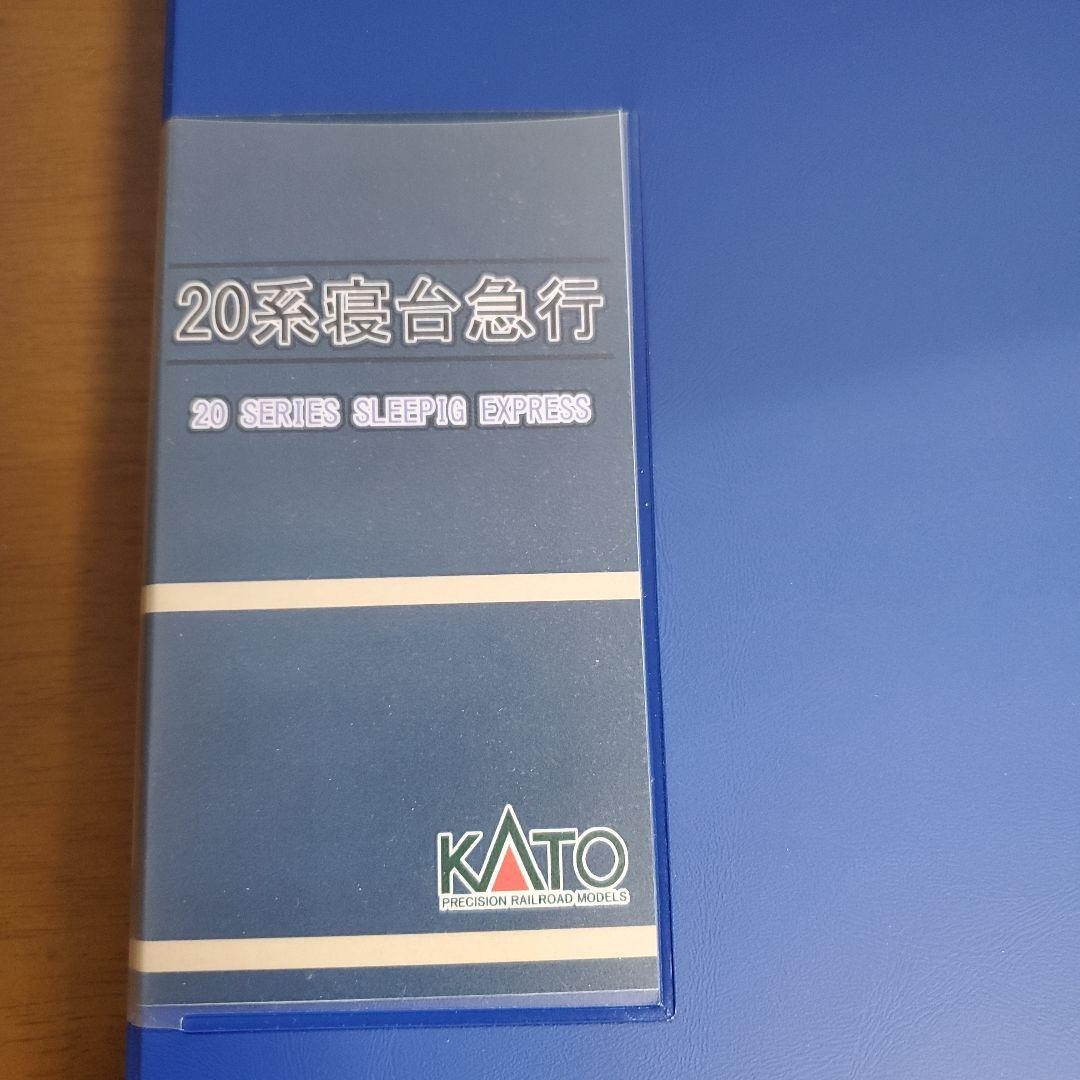 20系寝台急行
20 SERIES SLEEPIG EXPRESS
KATO
PRECISION RAILROAD MODELS